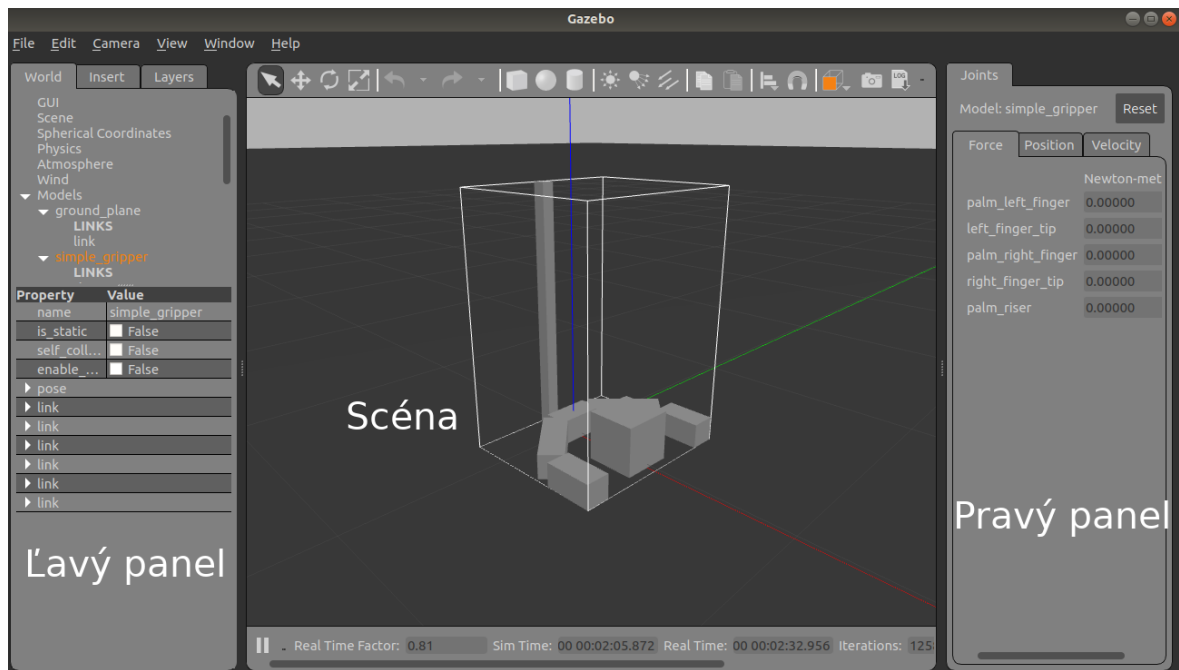 Gazebo
File Edit Camera View Window Help
World Insert Layers
GUI
Scene
Spherical Coordinates
Physics
Atmosphere
Wind
Models
ground_plane
LINKS
link
simple_gripper
LINKS
Property Value
name simple_gripper
is_static False
self_coll... False
enable_... False
pose
link
link
link
link
link
link
Ľavý panel
LOG
Scéna
Real Time Factor: 0.81 Sim Time: 00 00:02:05.872 Real Time: 00 00:02:32.956 Iterations: 125
Joints
Model: simple_gripper Reset
Force Position Velocity
Newton-met
palm_left_finger 0.00000
left_finger_tip 0.00000
palm_right_finger 0.00000
right_finger_tip 0.00000
palm_riser 0.00000
Pravý panel